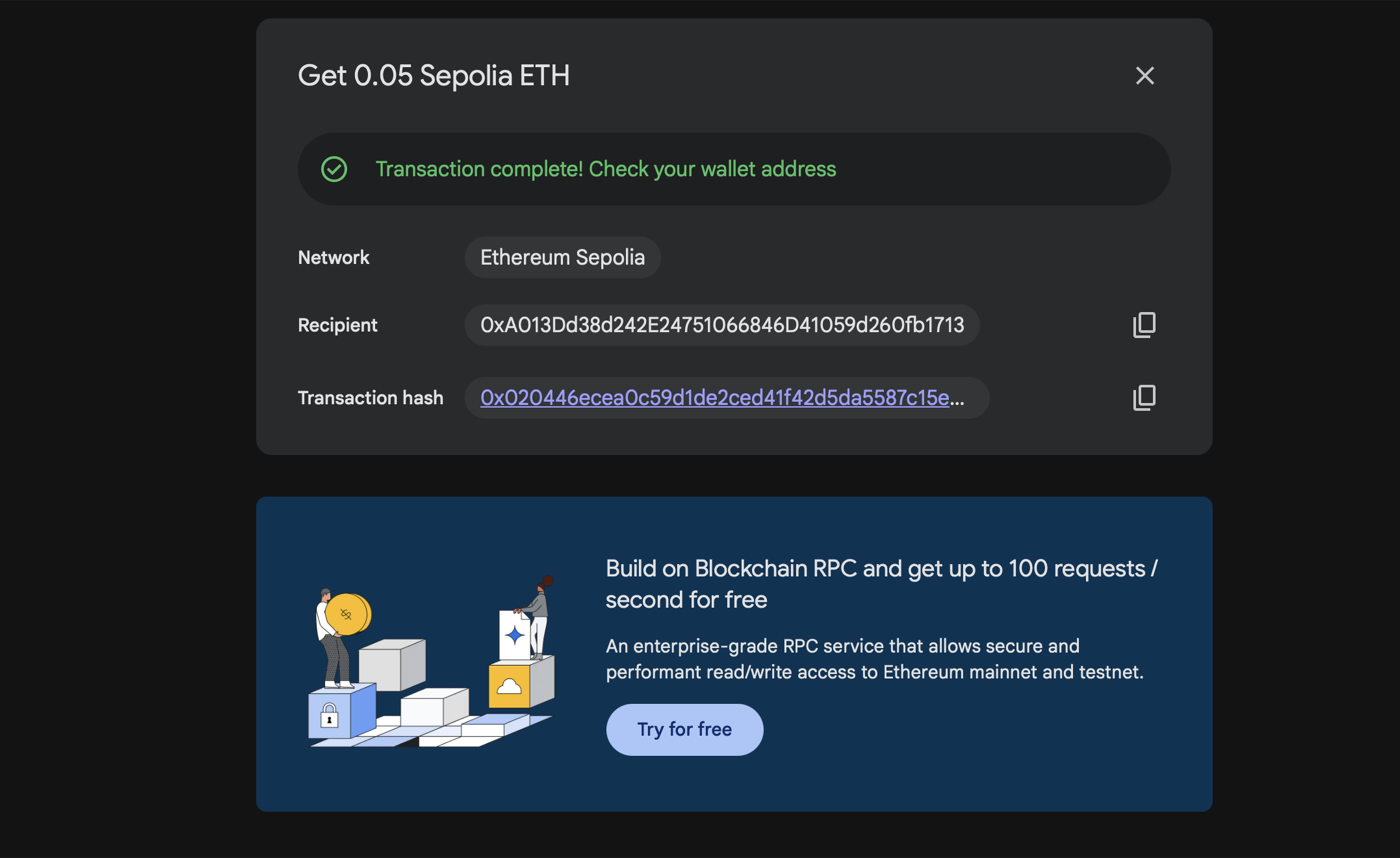 Get 0.05 Sepolia ETH
Transaction complete! Check your wallet address
Network
Ethereum Sepolia
Recipient
0xA013Dd38d242E24751066846D41059d260fb1713
Transaction hash
0x020446ecea0c59d1de2ced41f42d5da5587c15e...
Build on Blockchain RPC and get up to 100 requests /
second for free
An enterprise-grade RPC service that allows secure and
performant read/write access to Ethereum mainnet and testnet.
Try for free